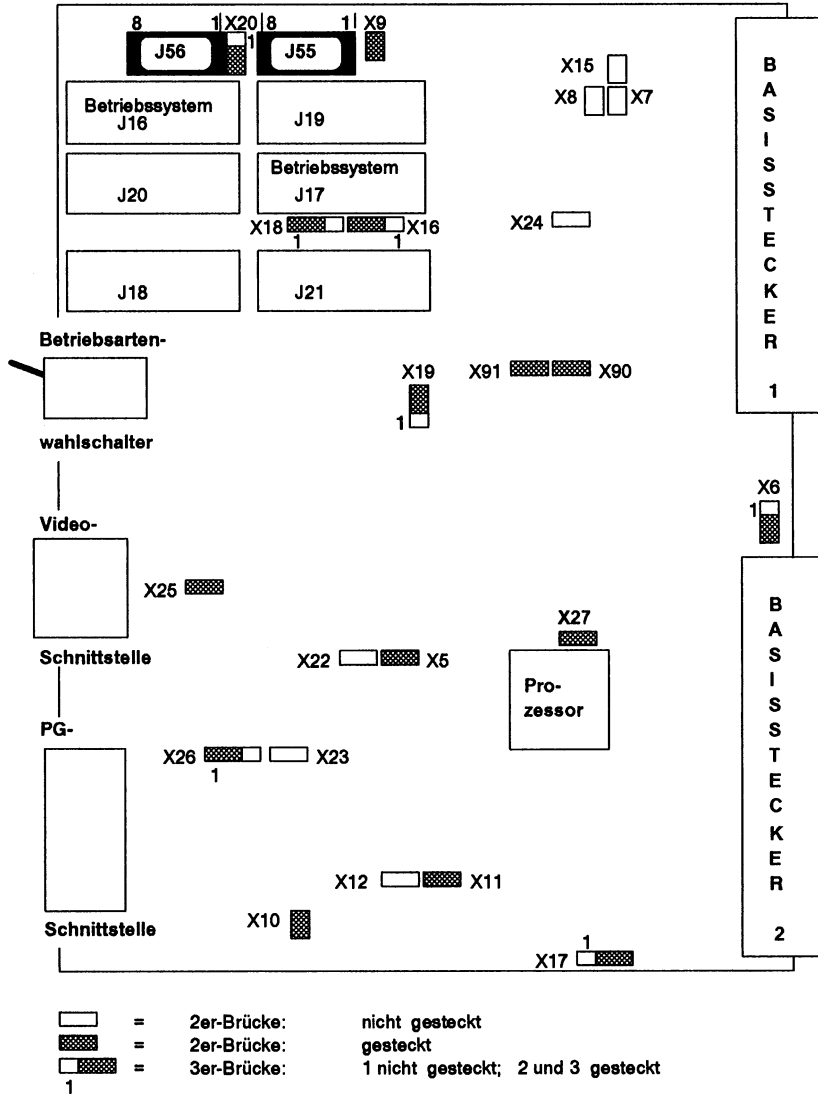 8 1 X20 8 1 X9
J56 1 J55
X15
X8 X7
Betriebssystem
J16 J19
Betriebssystem
J20 J17
X18 X16 X24
1 1
J18 J21
Betriebsarten-
X19 X91 X90
1
wahlschalter
X6
1
Video-
X25
X27
Schnittstelle X22 X5
Pro-
zessor
PG-
X26 X23
1
X12 X11
X10
Schnittstelle
1
X17
BASISSTECKER 1
BASISSTECKER 2
= 2er-Brücke: nicht gesteckt
= 2er-Brücke: gesteckt
= 3er-Brücke: 1 nicht gesteckt; 2 und 3 gesteckt
1